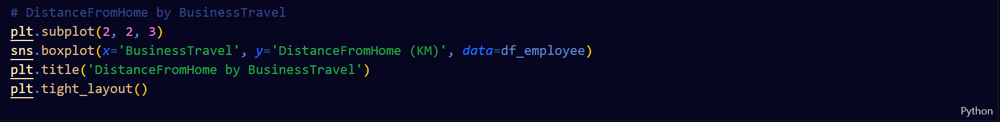 # DistanceFromHome by BusinessTravel
plt.subplot(2, 2, 3)
sns.boxplot(x='BusinessTravel', y='DistanceFromHome (KM)', data=df_employee)
plt.title('DistanceFromHome by BusinessTravel')
plt.tight_layout()
Python